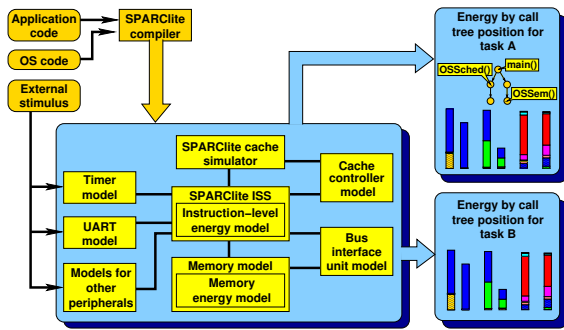 Application
code
SPARClite
compiler
OS code
External
stimulus
SPARClite cache
simulator
Cache
controller
model
Timer
model
SPARClite ISS
Instruction−level
energy model
UART
model
Bus
interface
unit model
Models for
other
peripherals
Memory model
Memory
energy model
Energy by call
tree position for
task A
main()
OSSched()
OSSem()
Energy by call
tree position for
task B